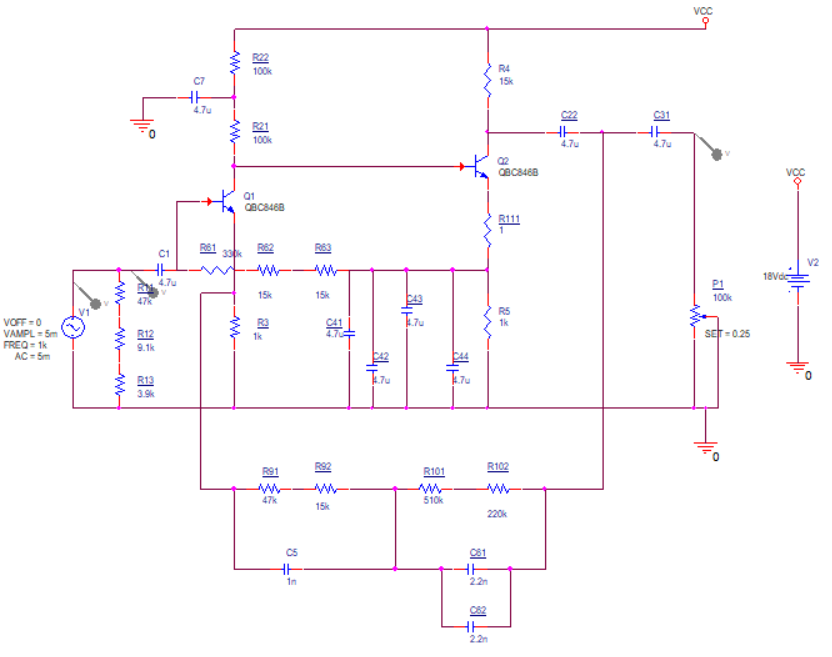 VCC
R22
100k
R4
15k
C7
4.7u
0
R21
100k
C22
4.7u
C31
4.7u
V
Q2
QBC846B
VCC
Q1
QBC846B
R111
1
C1
4.7u
R61
330k
R62
15k
R63
15k
V2
18Vdc
P1
100k
SET = 0.25
0
R11
47k
V
V
V1
VOFF = 0
VAMPL = 5m
FREQ = 1k
AC = 5m
R12
9.1k
R13
3.9k
R3
1k
C41
4.7u
C43
4.7u
R5
1k
C42
4.7u
C44
4.7u
0
R91
47k
R92
15k
R101
510k
R102
220k
C5
1n
C61
2.2n
C62
2.2n